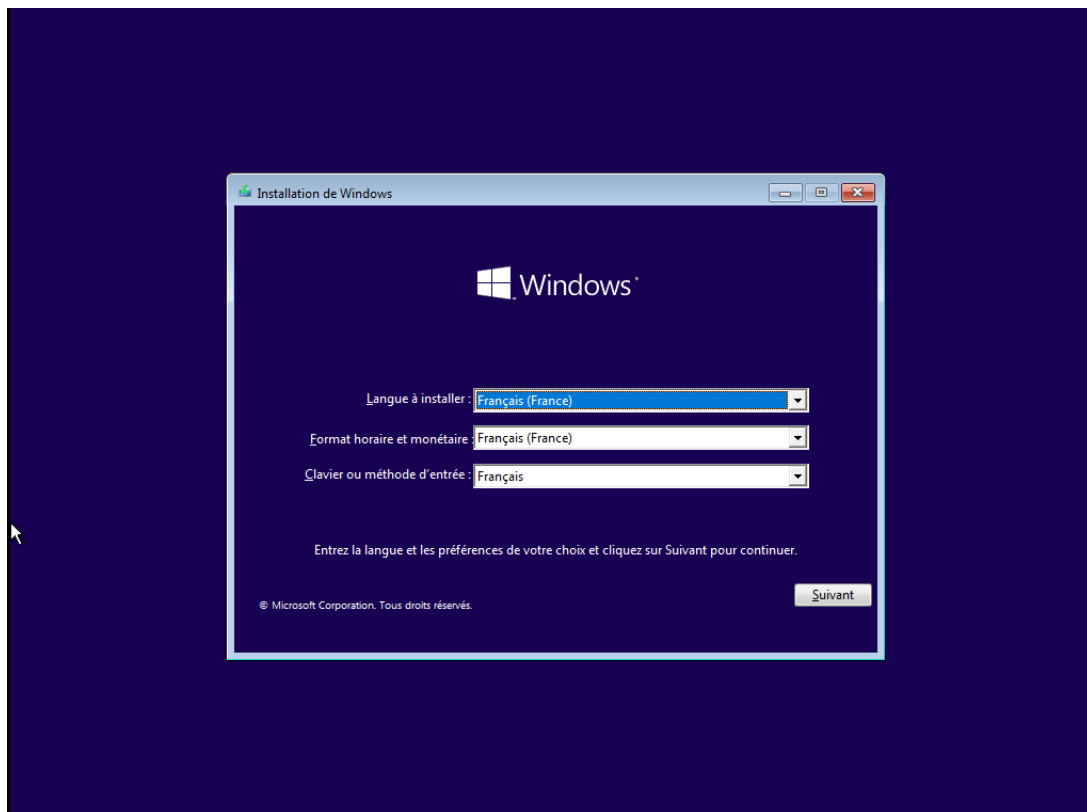 Installation de Windows
Windows
Langue à installer : Français (France)
Format horaire et monétaire : Français (France)
Clavier ou méthode d'entrée : Français
Entrez la langue et les préférences de votre choix et cliquez sur Suivant pour continuer.
Suivant
© Microsoft Corporation. Tous droits réservés.